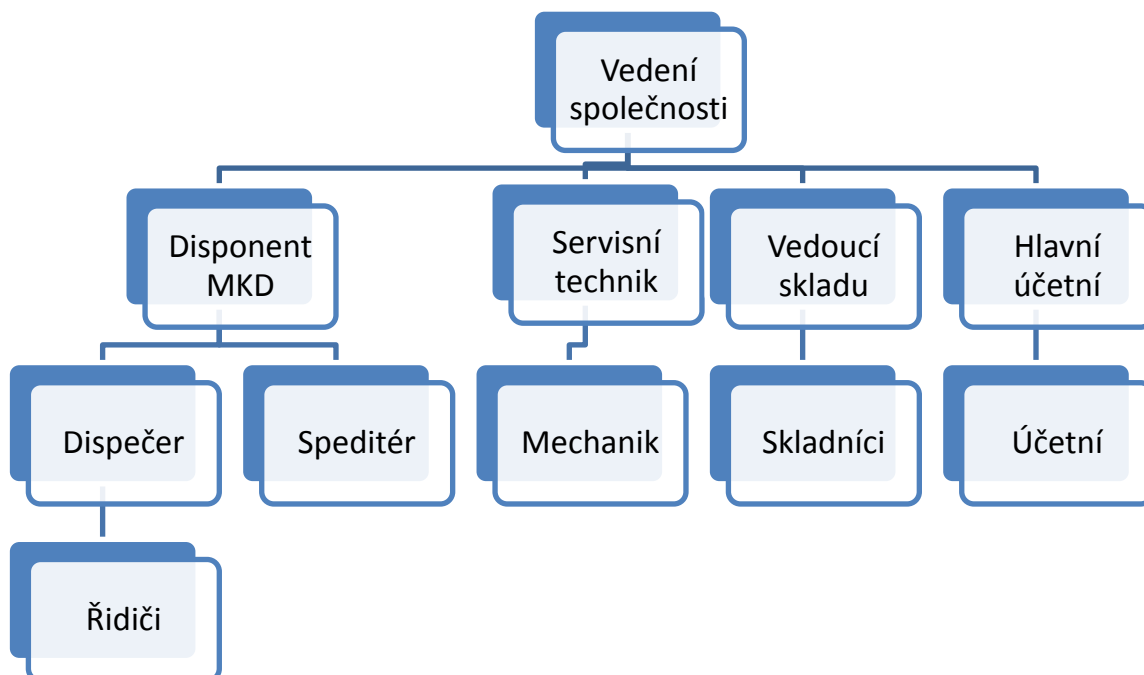 Vedení
společnosti
Disponent
MKD
Servisní
technik
Vedoucí
skladu
Hlavní
účetní
Dispečer
Speditér
Mechanik
Skladníci
Účetní
Řidiči